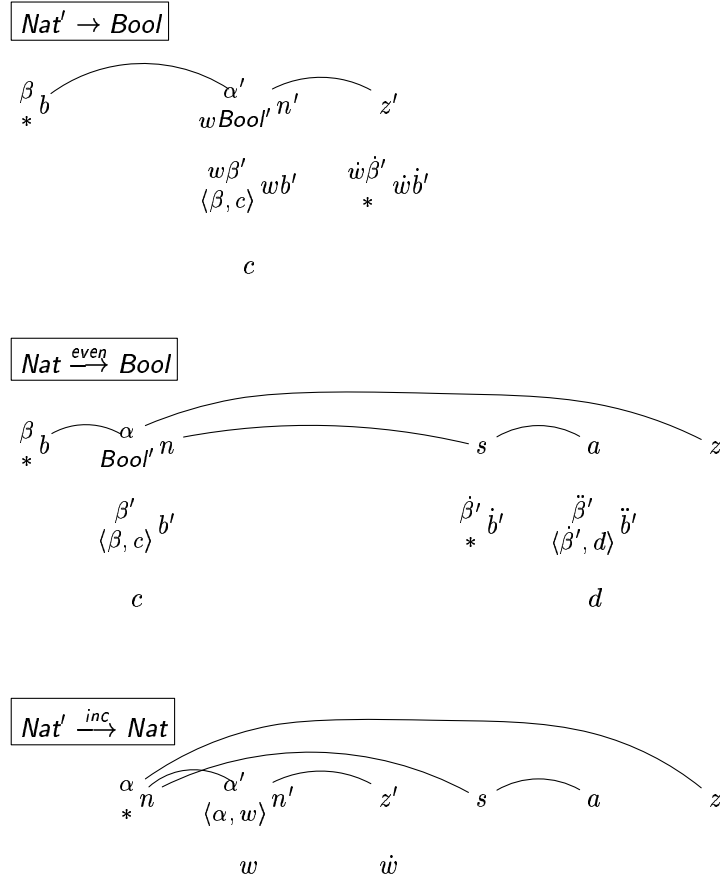 Nat′ → Bool
β b α′ n′ z′
* wBool′
wβ′ wb′ ẇβ̇′ ẇḃ′
⟨β, c⟩ *
c
Nat even⟶ Bool
β b α n s a z
* Bool′
β′ b′ β̇′ ḃ′ β̈′ b̈′
⟨β, c⟩ * ⟨β̇′, d⟩
c d
Nat′ inc⟶ Nat
α n α′ n′ z′ s a z
* ⟨α, w⟩
w ẇ